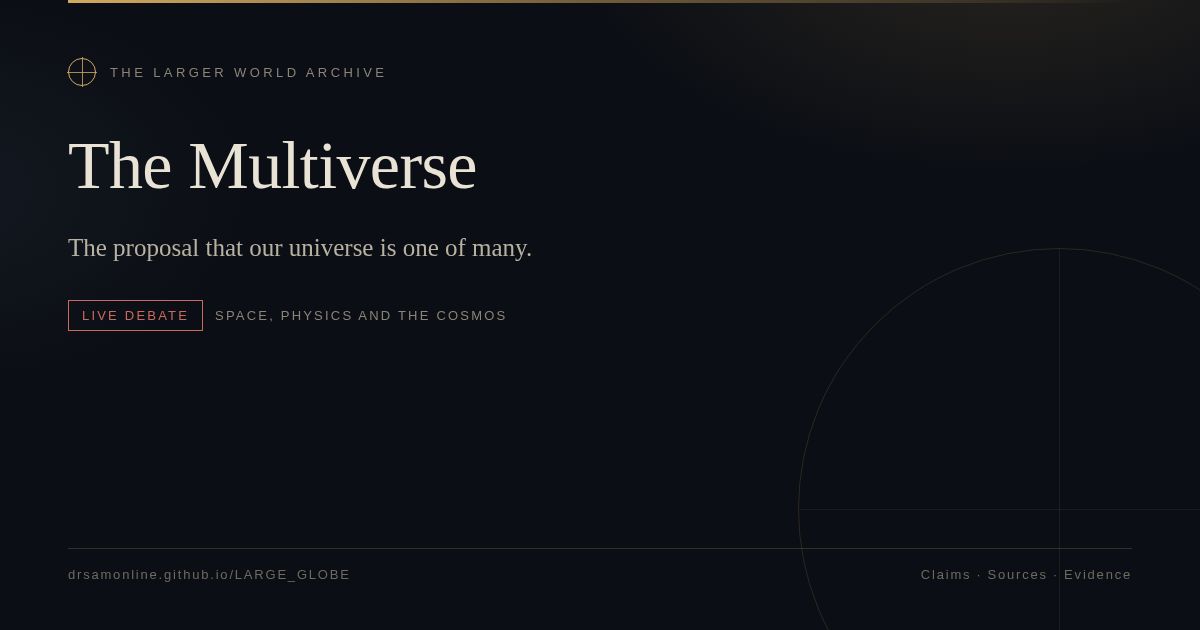 THE LARGER WORLD ARCHIVE
The Multiverse
The proposal that our universe is one of many.
LIVE DEBATE SPACE, PHYSICS AND THE COSMOS
drsamonline.github.io/LARGE_GLOBE Claims · Sources · Evidence